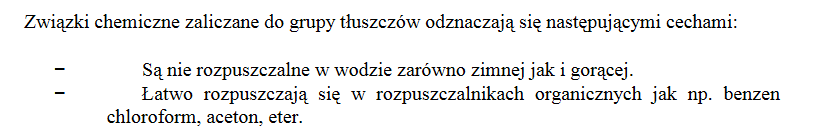 Związki chemiczne zaliczane do grupy tłuszczów odznaczają się następującymi cechami:
− Są nie rozpuszczalne w wodzie zarówno zimnej jak i gorącej.
− Łatwo rozpuszczają się w rozpuszczalnikach organicznych jak np. benzen
chloroform, aceton, eter.